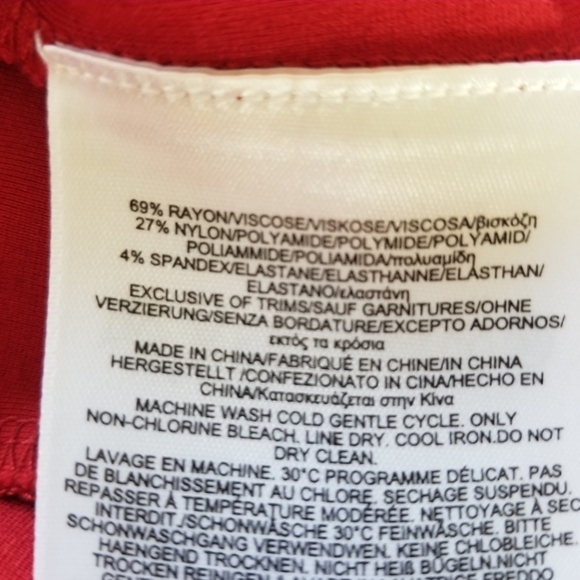 69% RAYON/VISCOSE/VISKOSE/VISCOSA/βισκόζη
27% NYLON/POLYAMIDE/POLYMIDE/POLYAMID/
POLIAMMIDE/POLIAMIDA/πολυαμίδη
4% SPANDEX/ELASTANE/ELASTHANNE/ELASTHAN/
ELASTANO/ελαστάνη
EXCLUSIVE OF TRIMS/SAUF GARNITURES/OHNE
VERZIERUNG/SENZA BORDATURE/EXCEPTO ADORNOS/
εκτός τα κρόσια
MADE IN CHINA/FABRIQUÉ EN CHINE/IN CHINA
HERGESTELLT /CONFEZIONATO IN CINA/HECHO EN
CHINA/Κατασκευάζεται στην Κίνα
MACHINE WASH COLD GENTLE CYCLE. ONLY
NON-CHLORINE BLEACH. LINE DRY. COOL IRON.DO NOT
DRY CLEAN.
LAVAGE EN MACHINE. 30°C PROGRAMME DÉLICAT. PAS
DE BLANCHISSEMENT AU CHLORE. SECHAGE SUSPENDU.
REPASSER À TEMPÉRATURE MODÉRÉE. NETTOYAGE À SEC
INTERDIT./SCHONWÄSCHE 30°C FEINWÄSCHE. BITTE
SCHONWASCHGANG VERWENDEN. KEINE CHLOBLEICHE.
HAENGEND TROCKNEN. NICHT HEIß BÜGELN.NICHT
TROCKEN REINIGEN